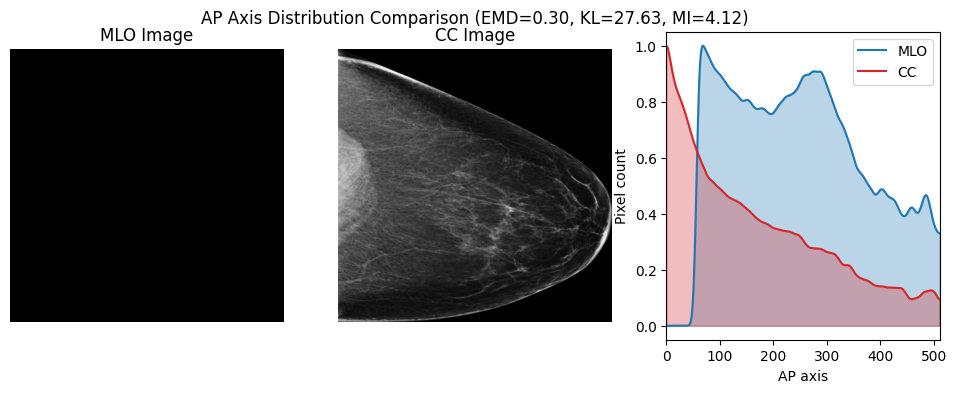 AP Axis Distribution Comparison (EMD=0.30, KL=27.63, MI=4.12)
MLO Image
CC Image
MLO
CC
Pixel count
1.0
0.8
0.6
0.4
0.2
0.0
0 100 200 300 400 500
AP axis